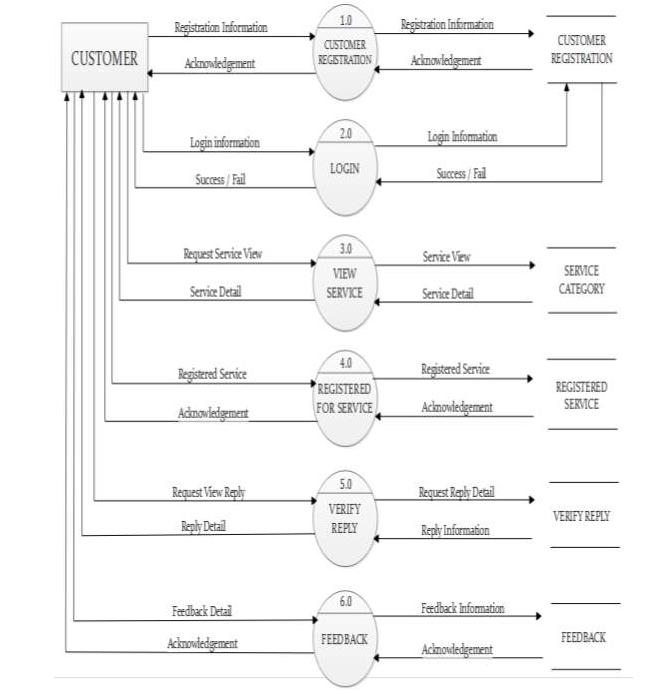 1.0
Registration Information
Registration Information
CUSTOMER
CUSTOMER
REGISTRATION
CUSTOMER
REGISTRATION
Acknowledgement
Acknowledgement
2.0
Login information
Login Information
LOGIN
Success / Fail
Success / Fail
3.0
Request Service View
Service View
VIEW
SERVICE
SERVICE
CATEGORY
Service Detail
Service Detail
4.0
Registered Service
Registered Service
REGISTERED
FOR SERVICE
REGISTERED
SERVICE
Acknowledgement
Acknowledgement
5.0
Request View Reply
Request Reply Detail
VERIFY
REPLY
VERIFY REPLY
Reply Detail
Reply Information
6.0
Feedback Detail
Feedback Information
FEEDBACK
FEEDBACK
Acknowledgement
Acknowledgement